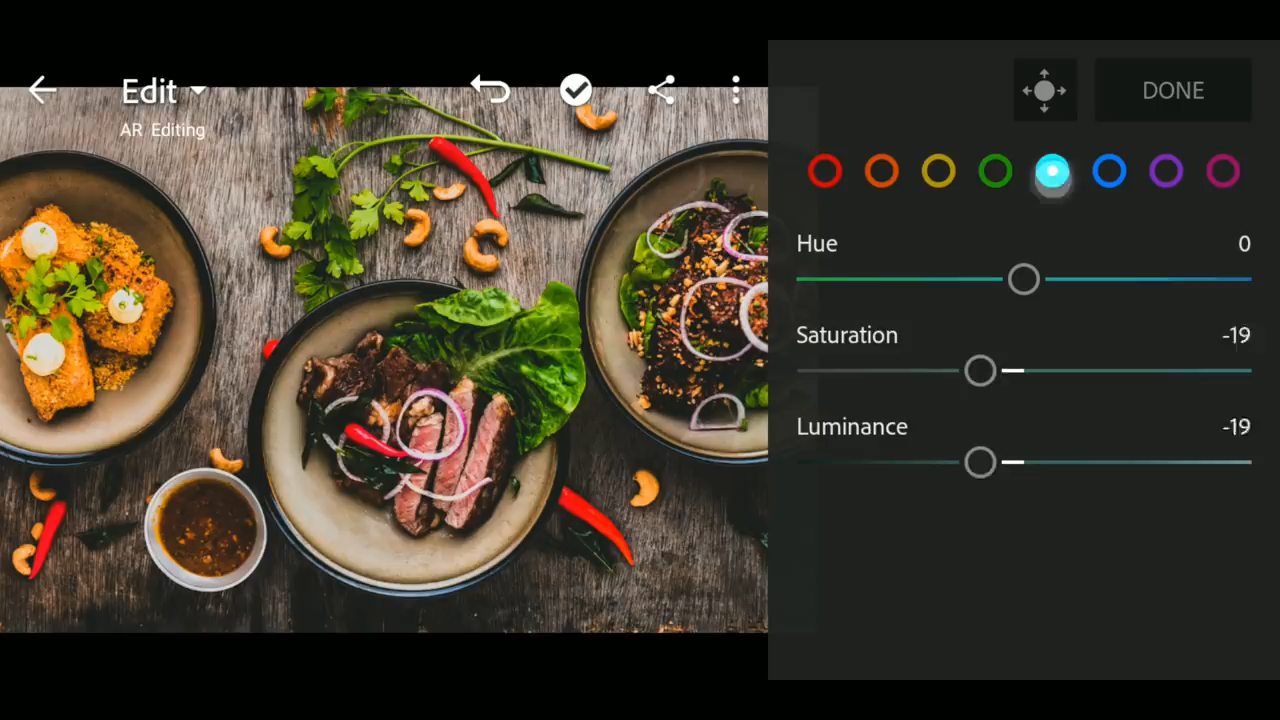 Edit
AR Editing
DONE
Hue 0
Saturation -19
Luminance -19